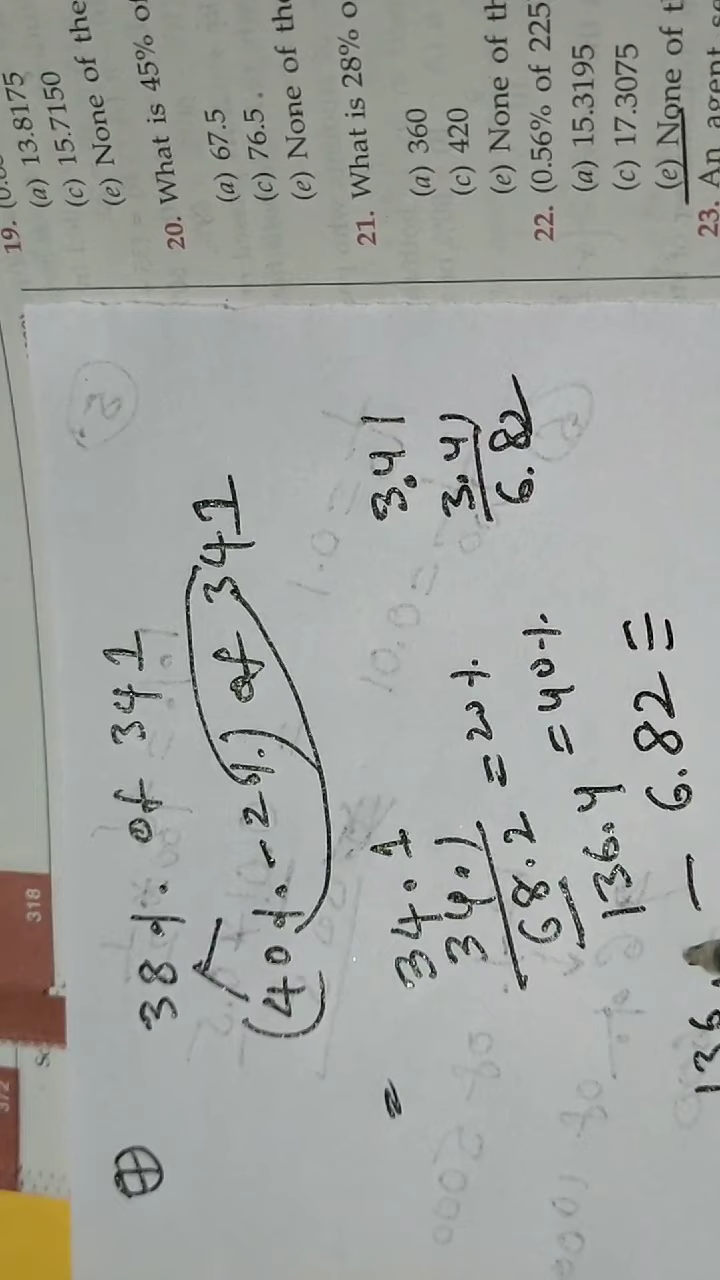 19.
(a) 13.8175
(c) 15.7150
(e) None of the
20. What is 45% of
(a) 67.5
(c) 76.5.
(e) None of the
21. What is 28% o
(a) 360
(c) 420
(e) None of th
22. (0.56% of 225
(a) 15.3195
(c) 17.3075
(e) None of t
23. An agent se
372
318
38 % of 341
(40 % - 2 %) of 341
=
34.1
34.1
68.2 = 20 %
136.4 = 40 %
- 6.82 =
136.
3.41
3.41
6.82